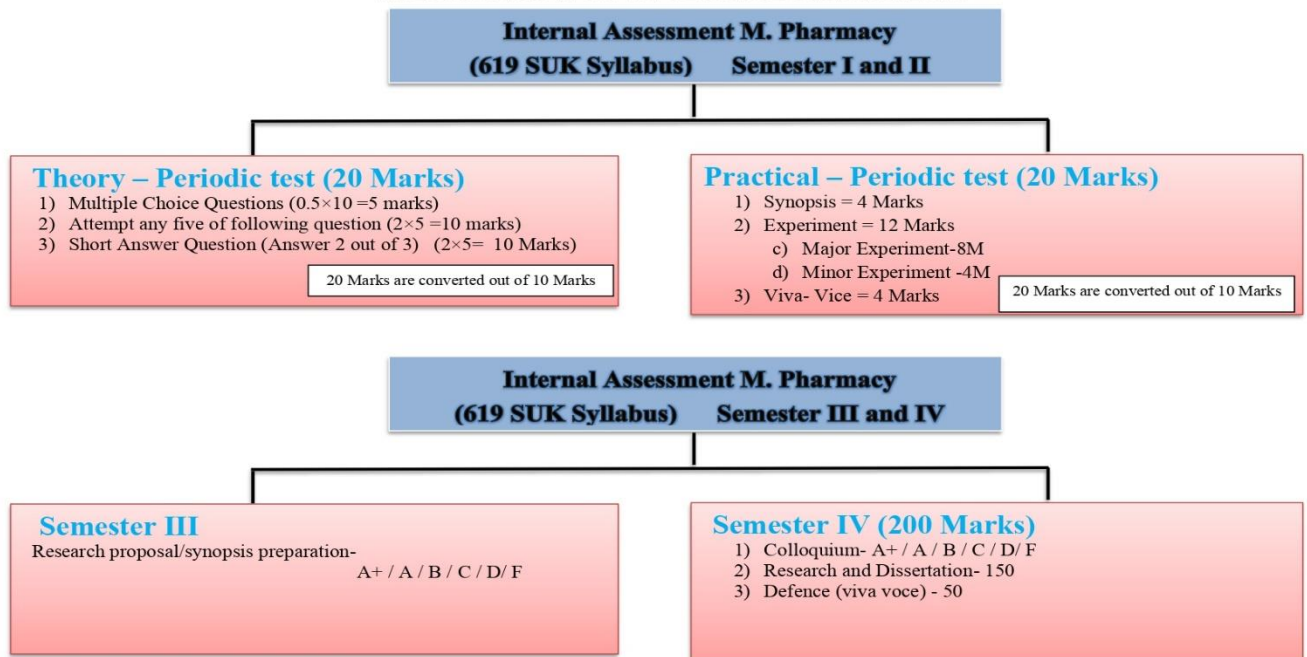 Internal Assessment M. Pharmacy
(619 SUK Syllabus) Semester I and II
Theory – Periodic test (20 Marks)
1) Multiple Choice Questions (0.5×10 =5 marks)
2) Attempt any five of following question (2×5 =10 marks)
3) Short Answer Question (Answer 2 out of 3) (2×5= 10 Marks)
20 Marks are converted out of 10 Marks
Practical – Periodic test (20 Marks)
1) Synopsis = 4 Marks
2) Experiment = 12 Marks
c) Major Experiment-8M
d) Minor Experiment -4M
3) Viva- Vice = 4 Marks
20 Marks are converted out of 10 Marks
Internal Assessment M. Pharmacy
(619 SUK Syllabus) Semester III and IV
Semester III
Research proposal/synopsis preparation-
A+ / A / B / C / D/ F
Semester IV (200 Marks)
1) Colloquium- A+ / A / B / C / D/ F
2) Research and Dissertation- 150
3) Defence (viva voce) - 50